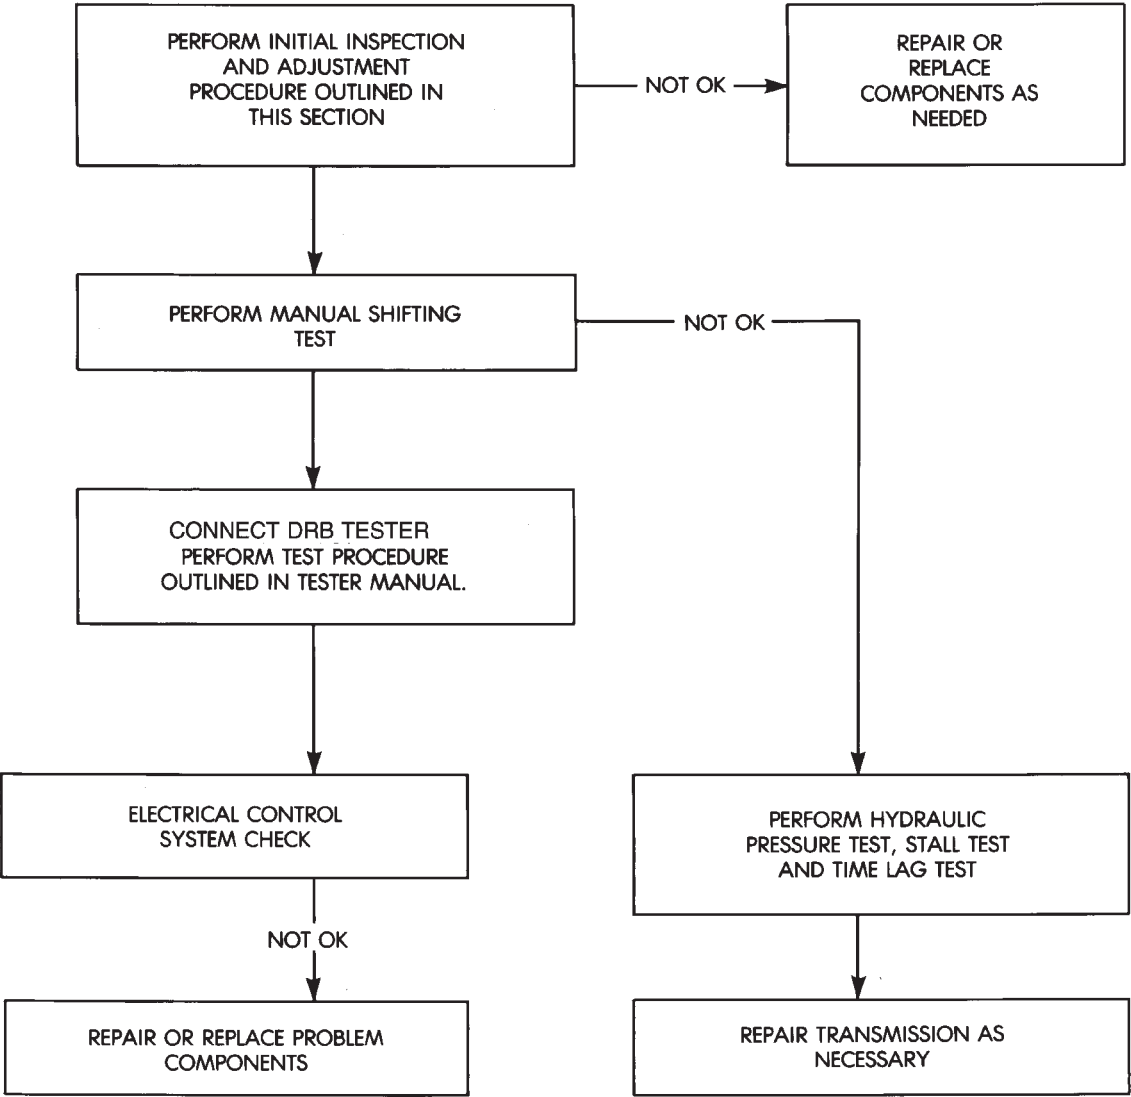 PERFORM INITIAL INSPECTION
AND ADJUSTMENT
PROCEDURE OUTLINED IN
THIS SECTION
NOT OK
REPAIR OR
REPLACE
COMPONENTS AS
NEEDED
PERFORM MANUAL SHIFTING
TEST
NOT OK
CONNECT DRB TESTER
PERFORM TEST PROCEDURE
OUTLINED IN TESTER MANUAL.
ELECTRICAL CONTROL
SYSTEM CHECK
PERFORM HYDRAULIC
PRESSURE TEST, STALL TEST
AND TIME LAG TEST
NOT OK
REPAIR OR REPLACE PROBLEM
COMPONENTS
REPAIR TRANSMISSION AS
NECESSARY